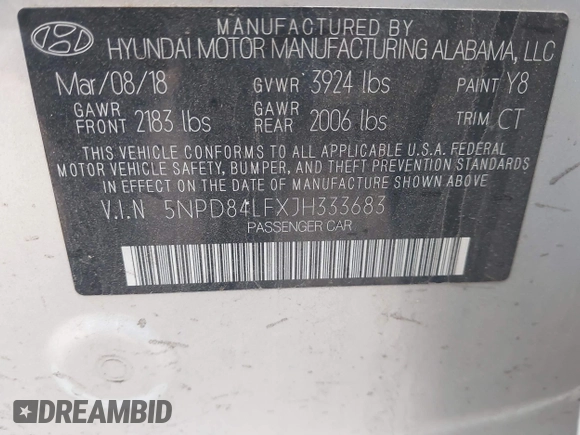 MANUFACTURED BY
HYUNDAI MOTOR MANUFACTURING ALABAMA, LLC
Mar/08/18 GVWR 3924 lbs PAINT Y8
GAWR FRONT 2183 lbs GAWR REAR 2006 lbs TRIM CT
THIS VEHICLE CONFORMS TO ALL APPLICABLE U.S.A. FEDERAL
MOTOR VEHICLE SAFETY, BUMPER, AND THEFT PREVENTION STANDARDS
IN EFFECT ON THE DATE OF MANUFACTURE SHOWN ABOVE.
V.I.N 5NPD84LFXJH333683
PASSENGER CAR
DREAMBID